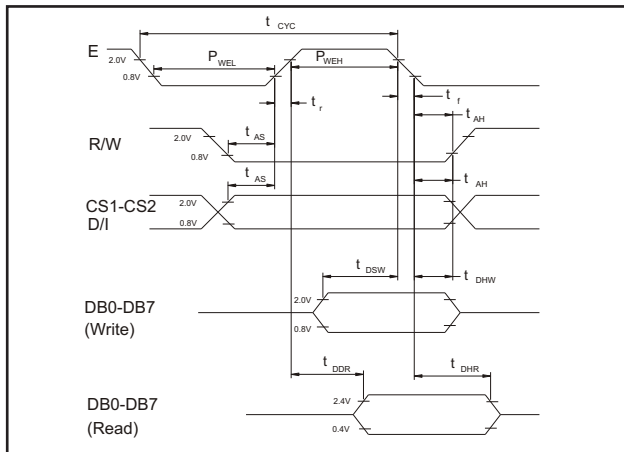 t CYC
E
2.0V
0.8V
P WEL
P WEH
t r
t f
t AH
R/W
2.0V
0.8V
t AS
t AS
t AH
CS1-CS2
D/I
2.0V
0.8V
t DSW
t DHW
DB0-DB7
(Write)
2.0V
0.8V
t DDR
t DHR
DB0-DB7
(Read)
2.4V
0.4V